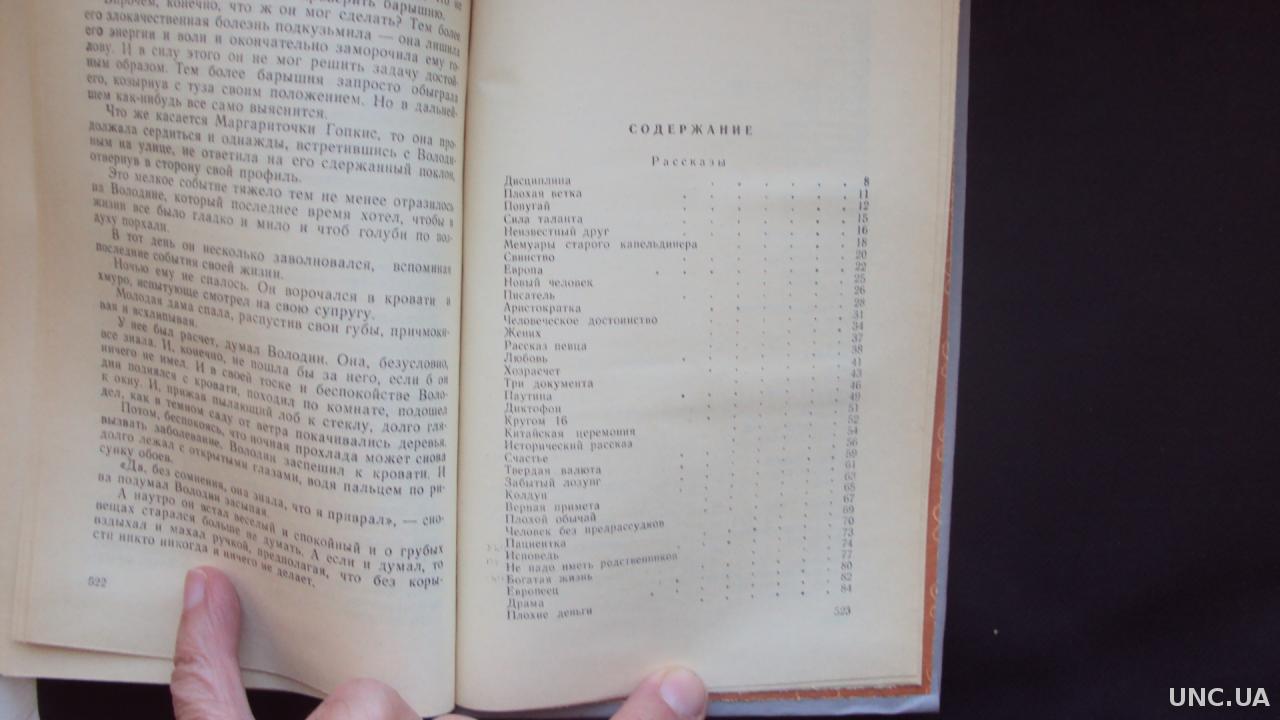 Впрочем, конечно, что ж он мог сделать? Тем более
его злокачественная болезнь подкузьмила — она лишила
его энергии и воли и окончательно заморочила ему го-
лову. И в силу этого он не мог решить задачу достой-
ным образом. Тем более барышня запросто обыграла
его, козырнув с туза своим положением. Но в дальней-
шем как-нибудь все само выяснится.
Что же касается Маргариточки Гопкис, то она про-
должала сердиться и однажды, встретившись с Володи-
ным на улице, не ответила на его сдержанный поклон,
отвернув в сторону свой профиль.
Это мелкое событие тяжело тем не менее отразилось
на Володине, который последнее время хотел, чтобы в
жизни все было гладко и мило и чтоб голуби по воз-
духу порхали.
В тот день он несколько заволновался, вспоминая
последние события своей жизни.
Ночью ему не спалось. Он ворочался в кровати и
хмуро, испытующе смотрел на свою супругу.
Молодая дама спала, распустив свои губы, причмоки-
вая и всхлипывая.
У нее был расчет, думал Володин. Она, безусловно,
все знала. И, конечно, не пошла бы за него, если б он
ничего не имел. И в своей тоске и беспокойстве Воло-
дин поднялся с кровати, походил по комнате, подошел
к окну. И, прижав пылающий лоб к стеклу, долго гля-
дел, как в темном саду от ветра покачивались деревья.
Потом, беспокоясь, что ночная прохлада может снова
вызвать заболевание, Володин заспешил к кровати. И
долго лежал с открытыми глазами, водя пальцем по ри-
сунку обоев.
«Да, без сомнения, она знала, что я приврал», — сно-
ва подумал Володин засыпая.
А наутро он встал веселый и спокойный и о грубых
вещах старался больше не думать. А если и думал, то
вздыхал и махал ручкой, предполагая, что без коры-
сти никто никогда и ничего не делает.
522
СОДЕРЖАНИЕ
Рассказы
Дисциплина 8
Плохая ветка 11
Попугай 12
Сила таланта 15
Неизвестный друг 16
Мемуары старого капельдинера 18
Свинство 20
Европа 22
Новый человек 25
Писатель 26
Аристократка 28
Человеческое достоинство 31
Жених 34
Рассказ певца 37
Любовь 38
Хозрасчет 41
Три документа 43
Паутина 46
Диктофон 49
Кругом 16 51
Китайская церемония 52
Исторический рассказ 54
Счастье 56
Твердая валюта 59
Забытый лозунг 61
Колдун 63
Верная примета 65
Плохой обычай 67
Человек без предрассудков 69
Пациентка 70
Исповедь 73
Не надо иметь родственников 74
Богатая жизнь 77
Европеец 80
Драма 82
Плохие деньги 84
523
UNC.UA